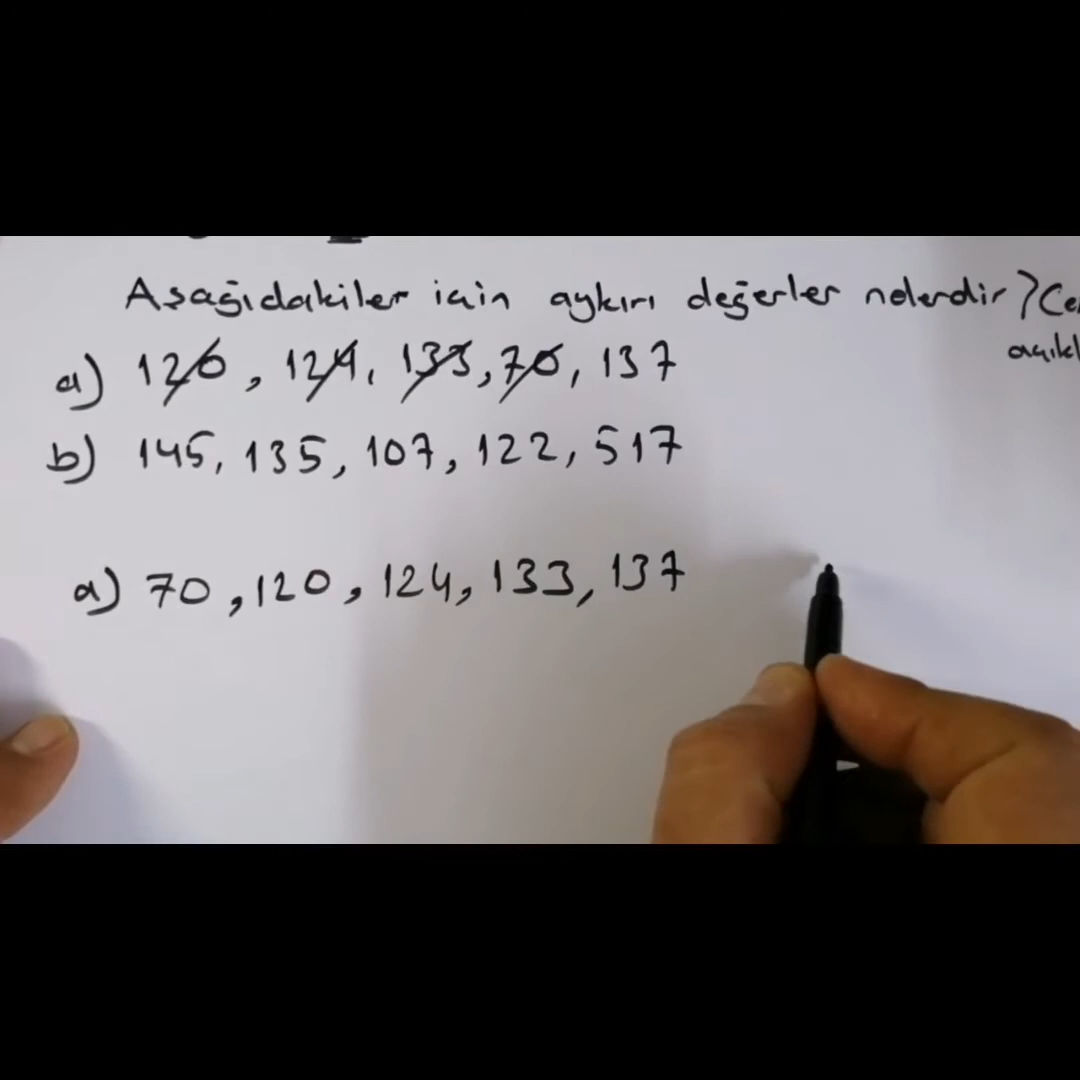 Aşağıdakiler için aykırı değerler nelerdir?
a) 120, 124, 133, 70, 137
b) 145, 135, 107, 122, 517
a) 70, 120, 124, 133, 137